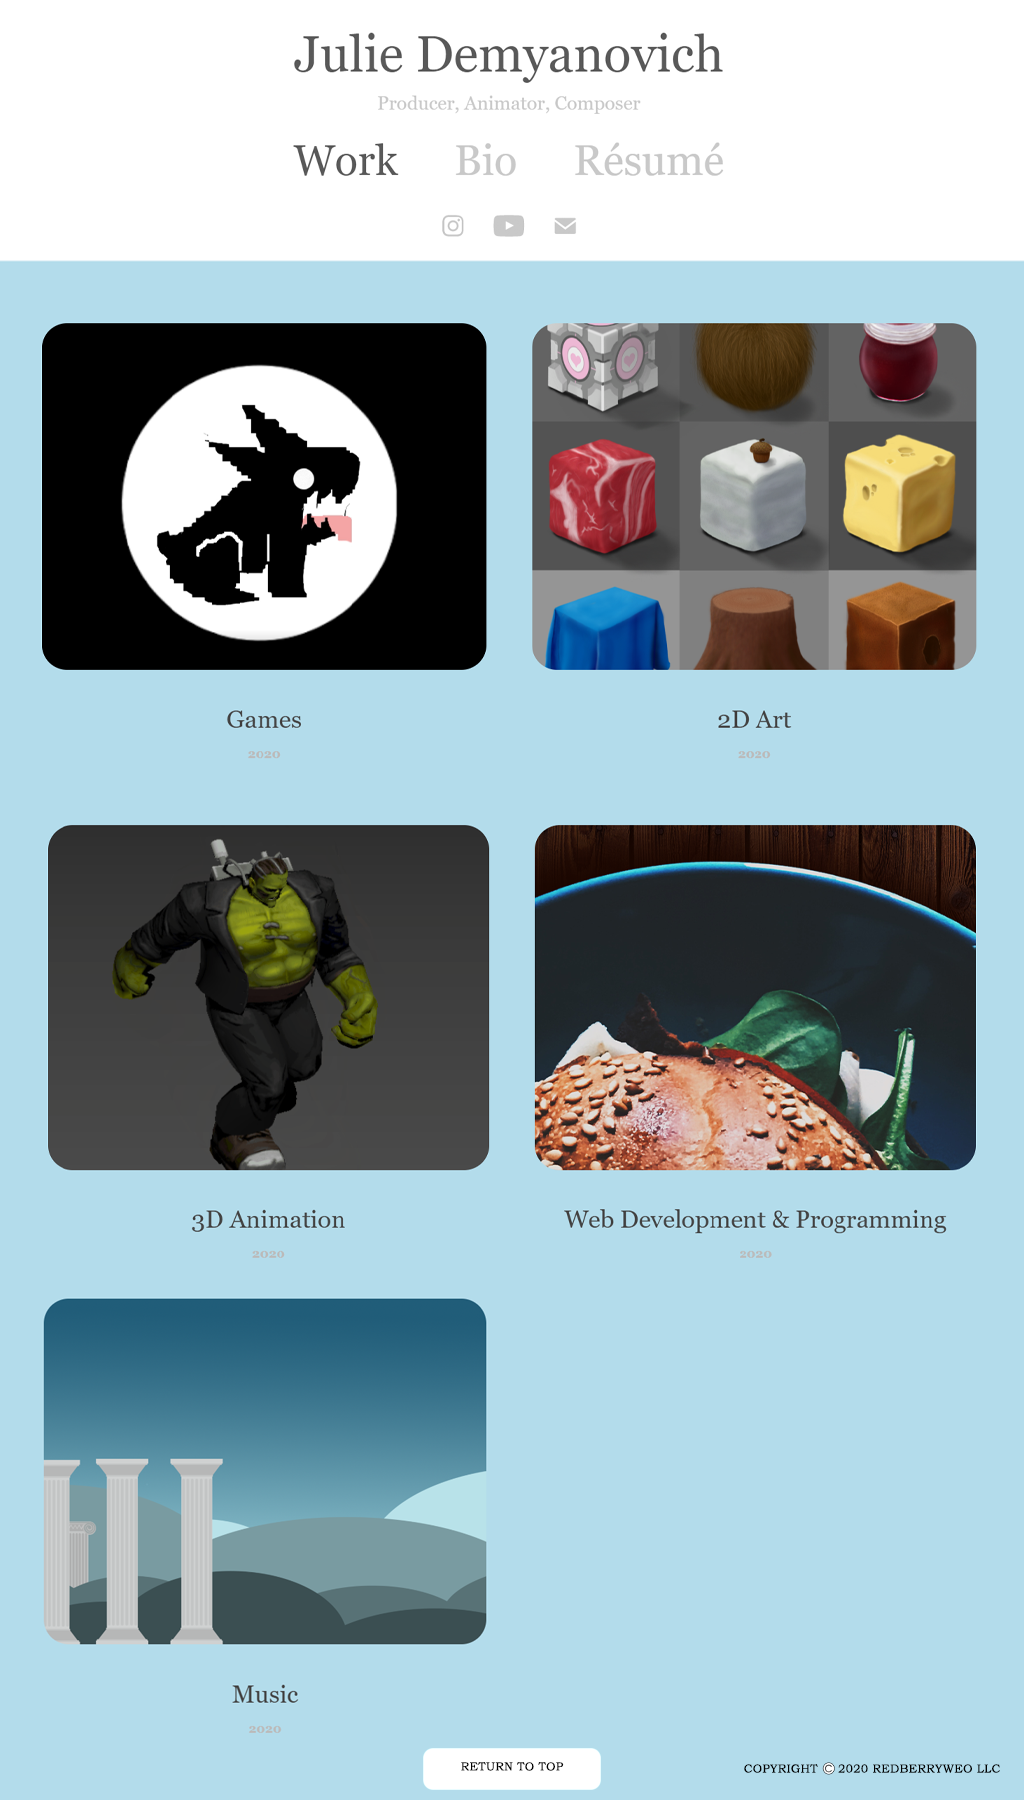 Julie Demyanovich
Producer, Animator, Composer
Work Bio Résumé
Games
2020
2D Art
2020
3D Animation
2020
Web Development & Programming
2020
Music
2020
RETURN TO TOP
COPYRIGHT © 2020 REDBERRYWEO LLC